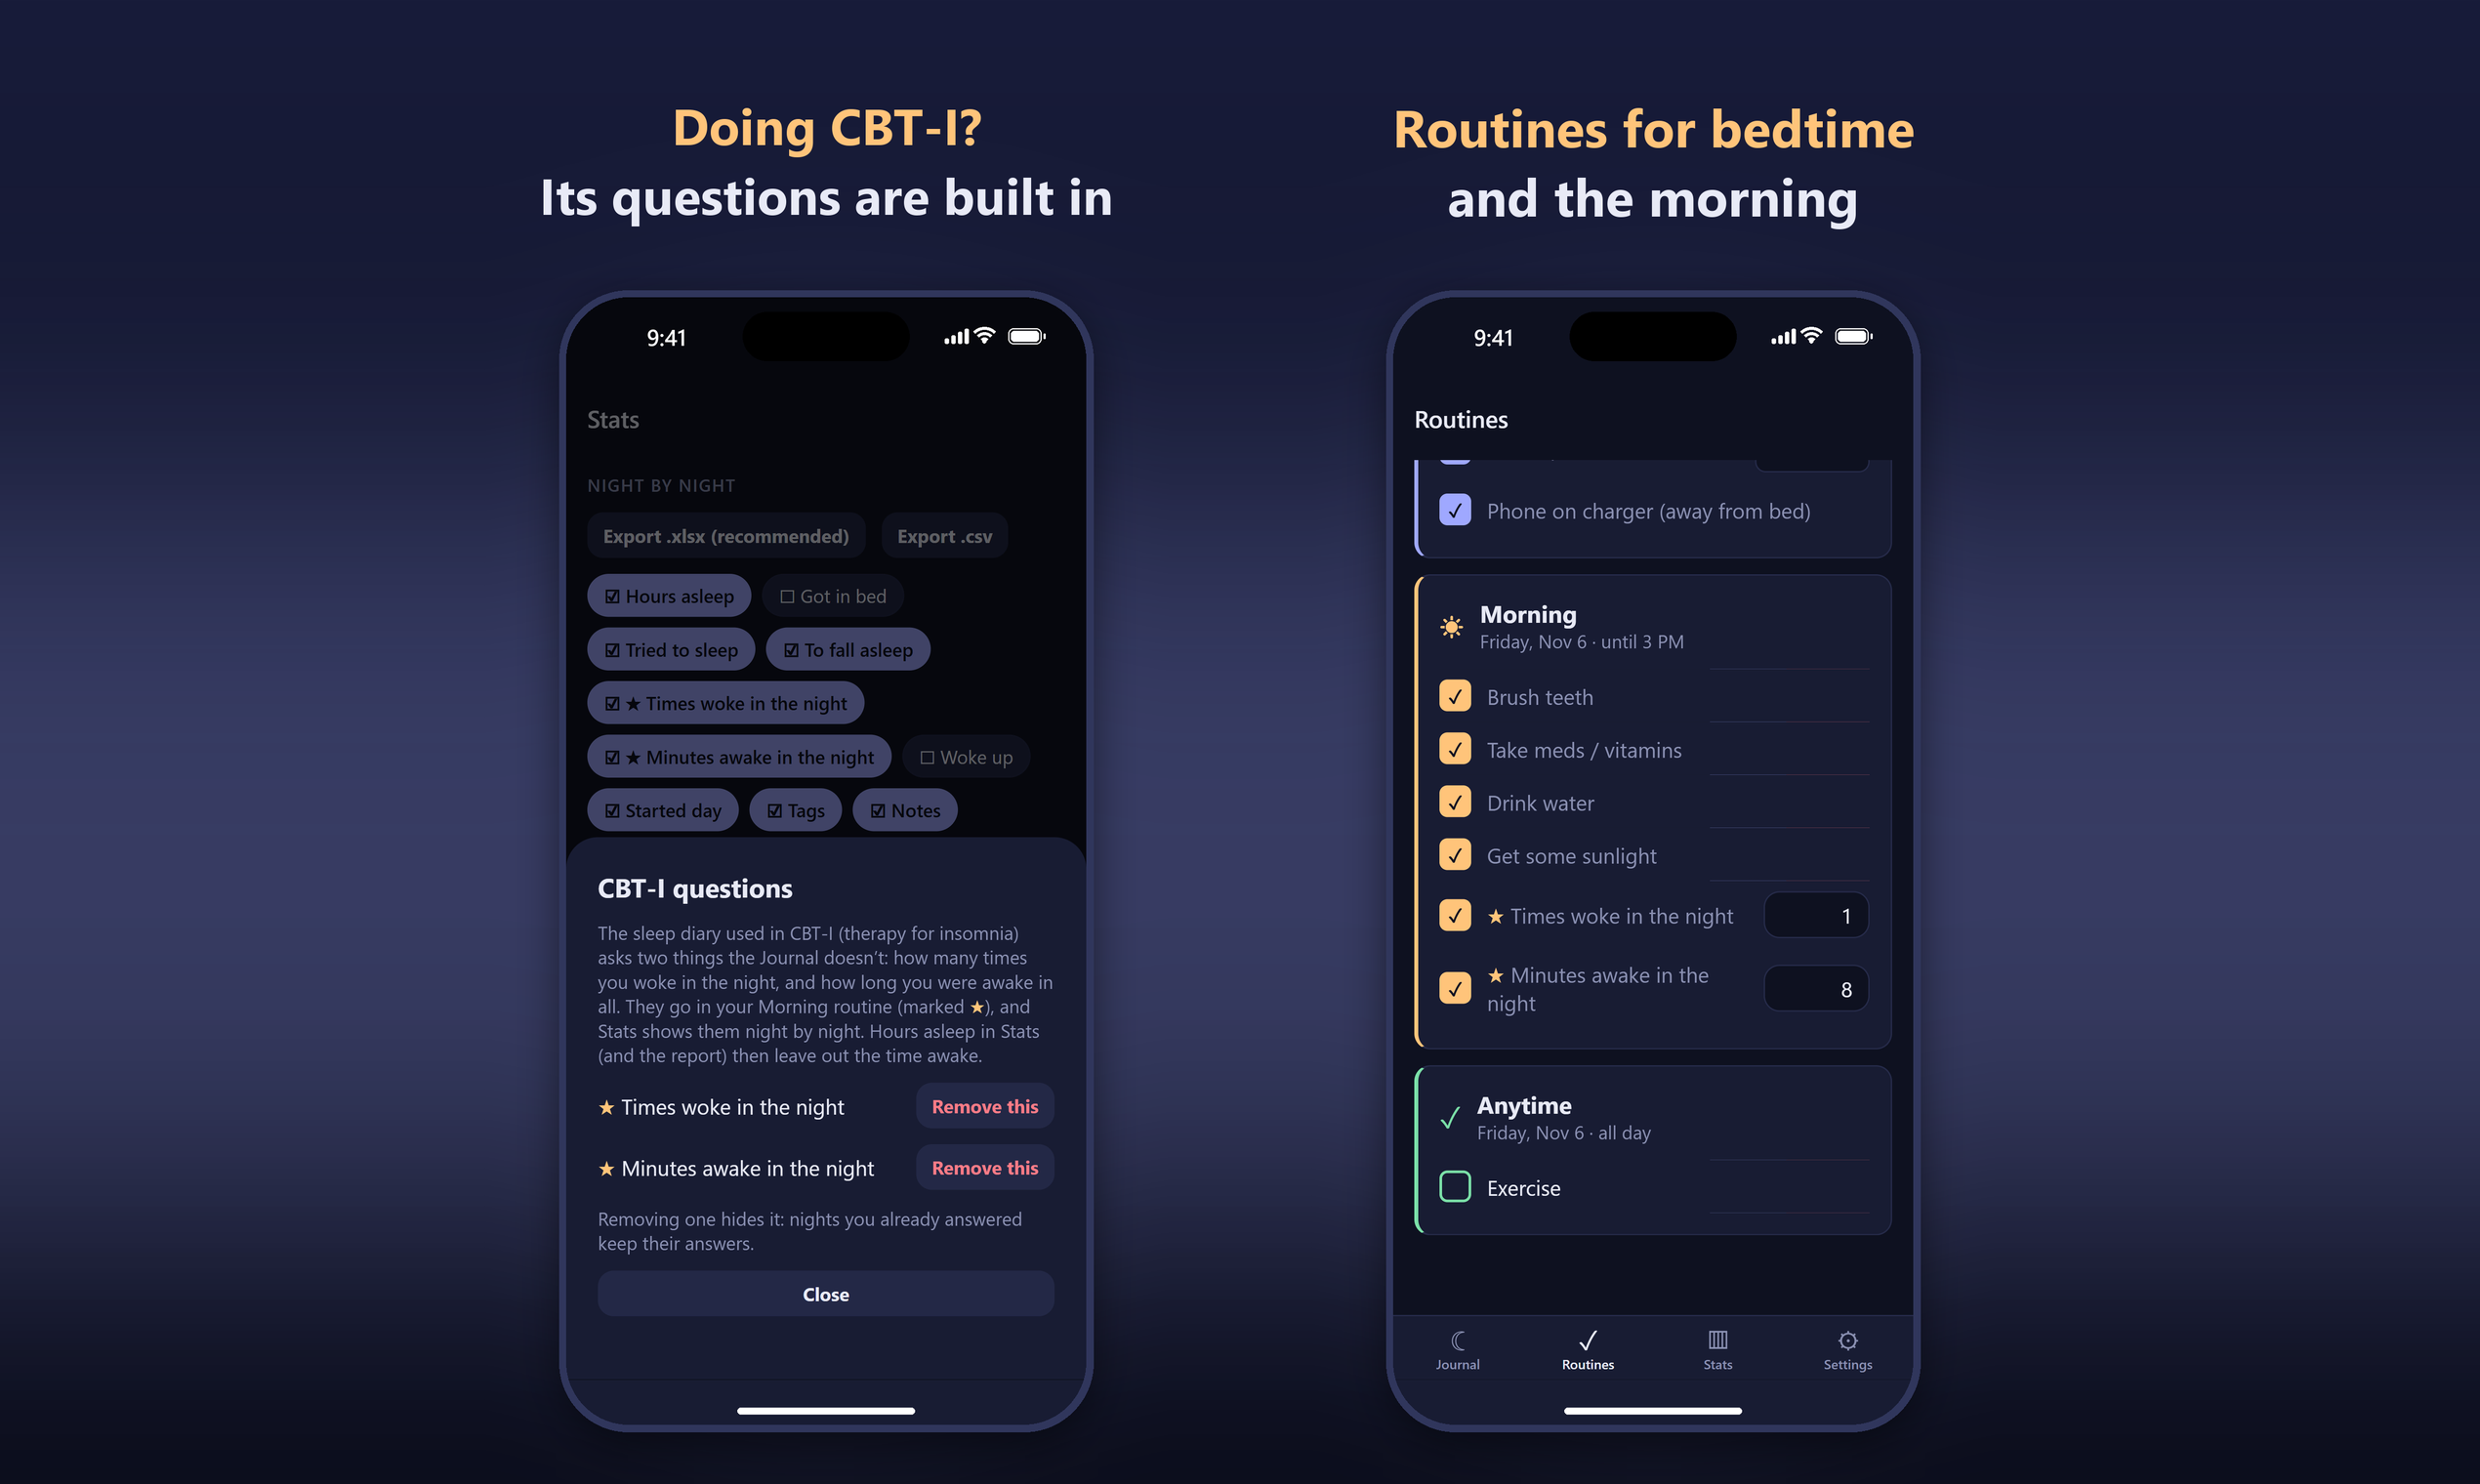 Doing CBT-I?
Its questions are built in
9:41
Stats
NIGHT BY NIGHT
Export .xlsx (recommended)
Export .csv
☑ Hours asleep
☐ Got in bed
☑ Tried to sleep
☑ To fall asleep
☑ ★ Times woke in the night
☑ ★ Minutes awake in the night
☐ Woke up
☑ Started day
☑ Tags
☑ Notes
CBT-I questions
The sleep diary used in CBT-I (therapy for insomnia)
asks two things the Journal doesn't: how many times
you woke in the night, and how long you were awake in
all. They go in your Morning routine (marked ★), and
Stats shows them night by night. Hours asleep in Stats
(and the report) then leave out the time awake.
★ Times woke in the night
Remove this
★ Minutes awake in the night
Remove this
Removing one hides it: nights you already answered
keep their answers.
Close
Routines for bedtime
and the morning
9:41
Routines
Phone on charger (away from bed)
Morning
Friday, Nov 6 · until 3 PM
Brush teeth
Take meds / vitamins
Drink water
Get some sunlight
★ Times woke in the night
1
★ Minutes awake in the
night
8
Anytime
Friday, Nov 6 · all day
Exercise
Journal
Routines
Stats
Settings